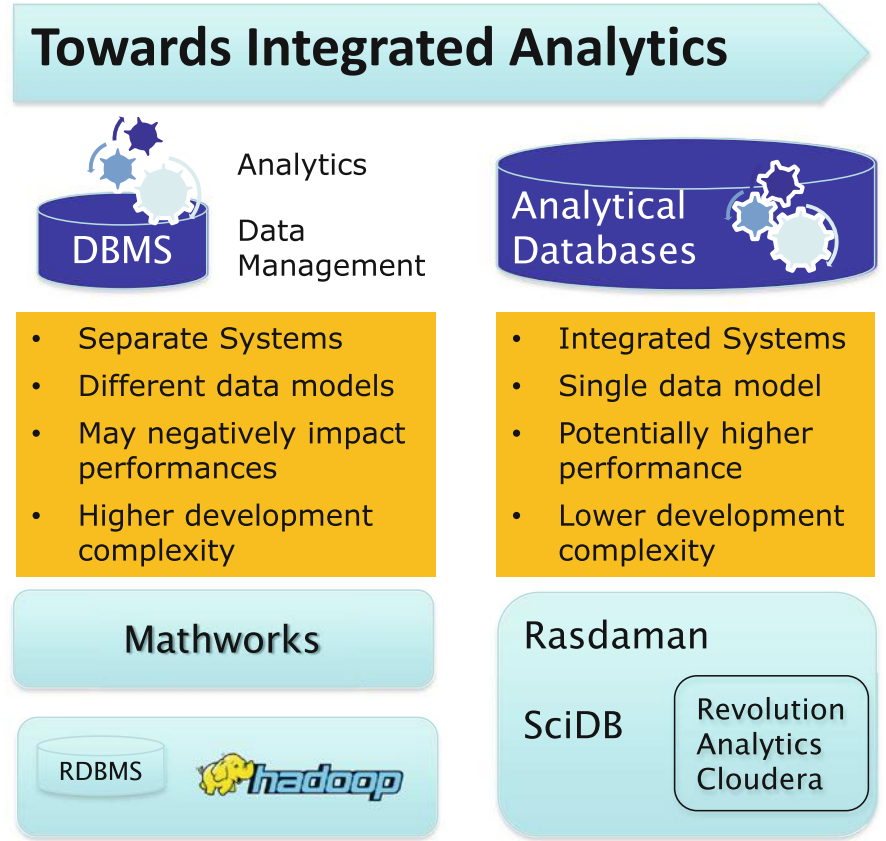 Towards Integrated Analytics
Analytics
Data
Management
DBMS
Analytical
Databases
• Separate Systems
• Different data models
• May negatively impact
performances
• Higher development
complexity
• Integrated Systems
• Single data model
• Potentially higher
performance
• Lower development
complexity
Mathworks
RDBMS
hadoop
Rasdaman
SciDB
Revolution
Analytics
Cloudera